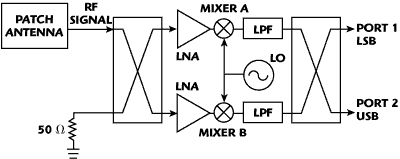 PATCH
ANTENNA
RF
SIGNAL
MIXER A
LNA
LPF
PORT 1
LSB
LO
LNA
MIXER B
LPF
PORT 2
USB
50 Ω